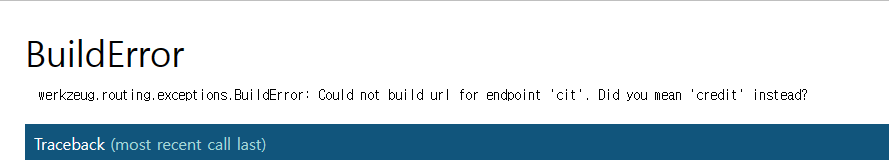 BuildError
werkzeug.routing.exceptions.BuildError: Could not build url for endpoint 'cit'. Did you mean 'credit' instead?
Traceback (most recent call last)